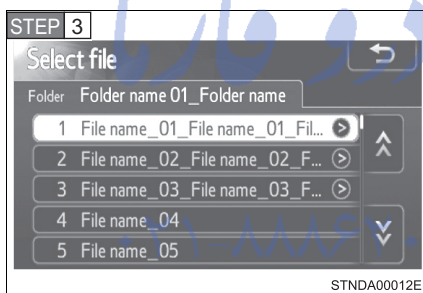 STEP 3
Select file
Folder Folder name 01_Folder name
1 File name_01_File name_01_Fil...
2 File name_02_File name_02_F...
3 File name_03_File name_03_F...
4 File name_04
5 File name_05
STNDA00012E